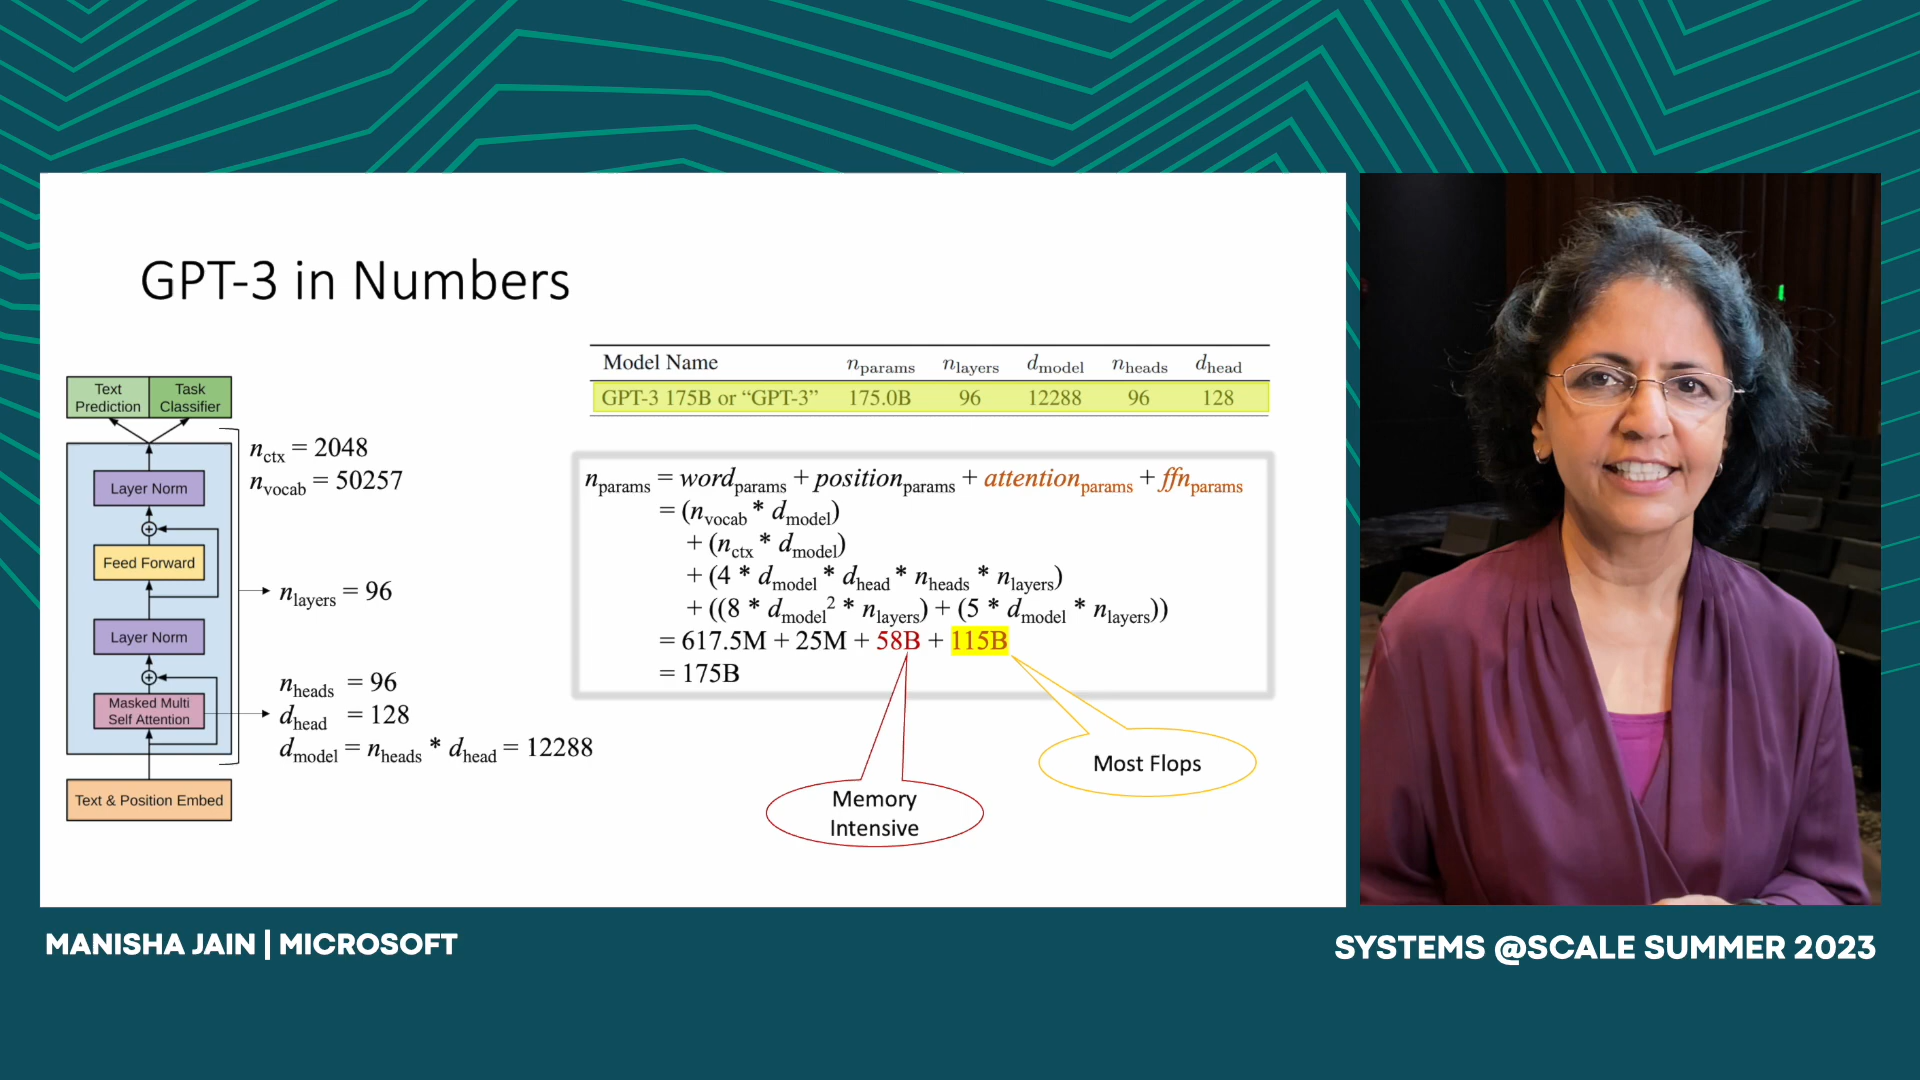 GPT-3 in Numbers
Text Prediction
Task Classifier
Layer Norm
Feed Forward
Layer Norm
Masked Multi Self Attention
Text & Position Embed
n_ctx = 2048
n_vocab = 50257
n_layers = 96
n_heads = 96
d_head = 128
d_model = n_heads * d_head = 12288
Model Name n_params n_layers d_model n_heads d_head
GPT-3 175B or “GPT-3” 175.0B 96 12288 96 128
n_params = word_params + position_params + attention_params + ffn_params
= (n_vocab * d_model)
+ (n_ctx * d_model)
+ (4 * d_model * d_head * n_heads * n_layers)
+ ((8 * d_model² * n_layers) + (5 * d_model * n_layers))
= 617.5M + 25M + 58B + 115B
= 175B
Memory
Intensive
Most Flops
MANISHA JAIN | MICROSOFT
SYSTEMS @SCALE SUMMER 2023